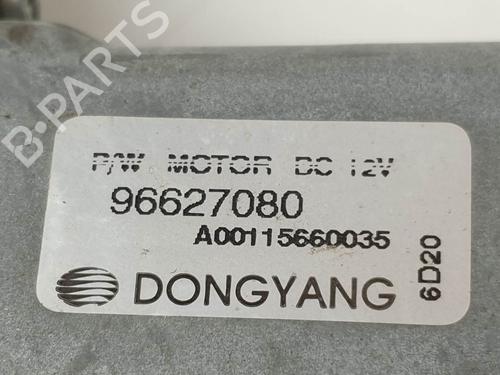 B-PARTS
P/W MOTOR DC 12V
96627080
A00115660035
DONGYANG
6D20